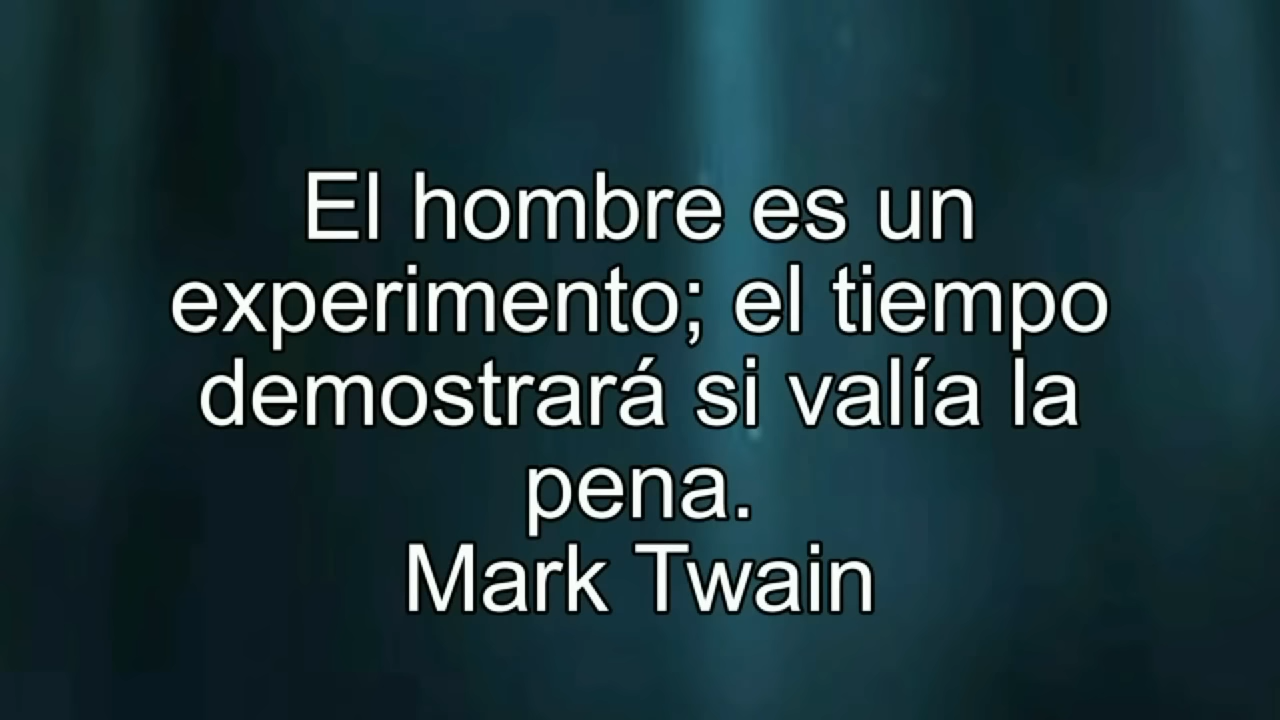 El hombre es un
experimento; el tiempo
demostrará si valía la
pena.
Mark Twain